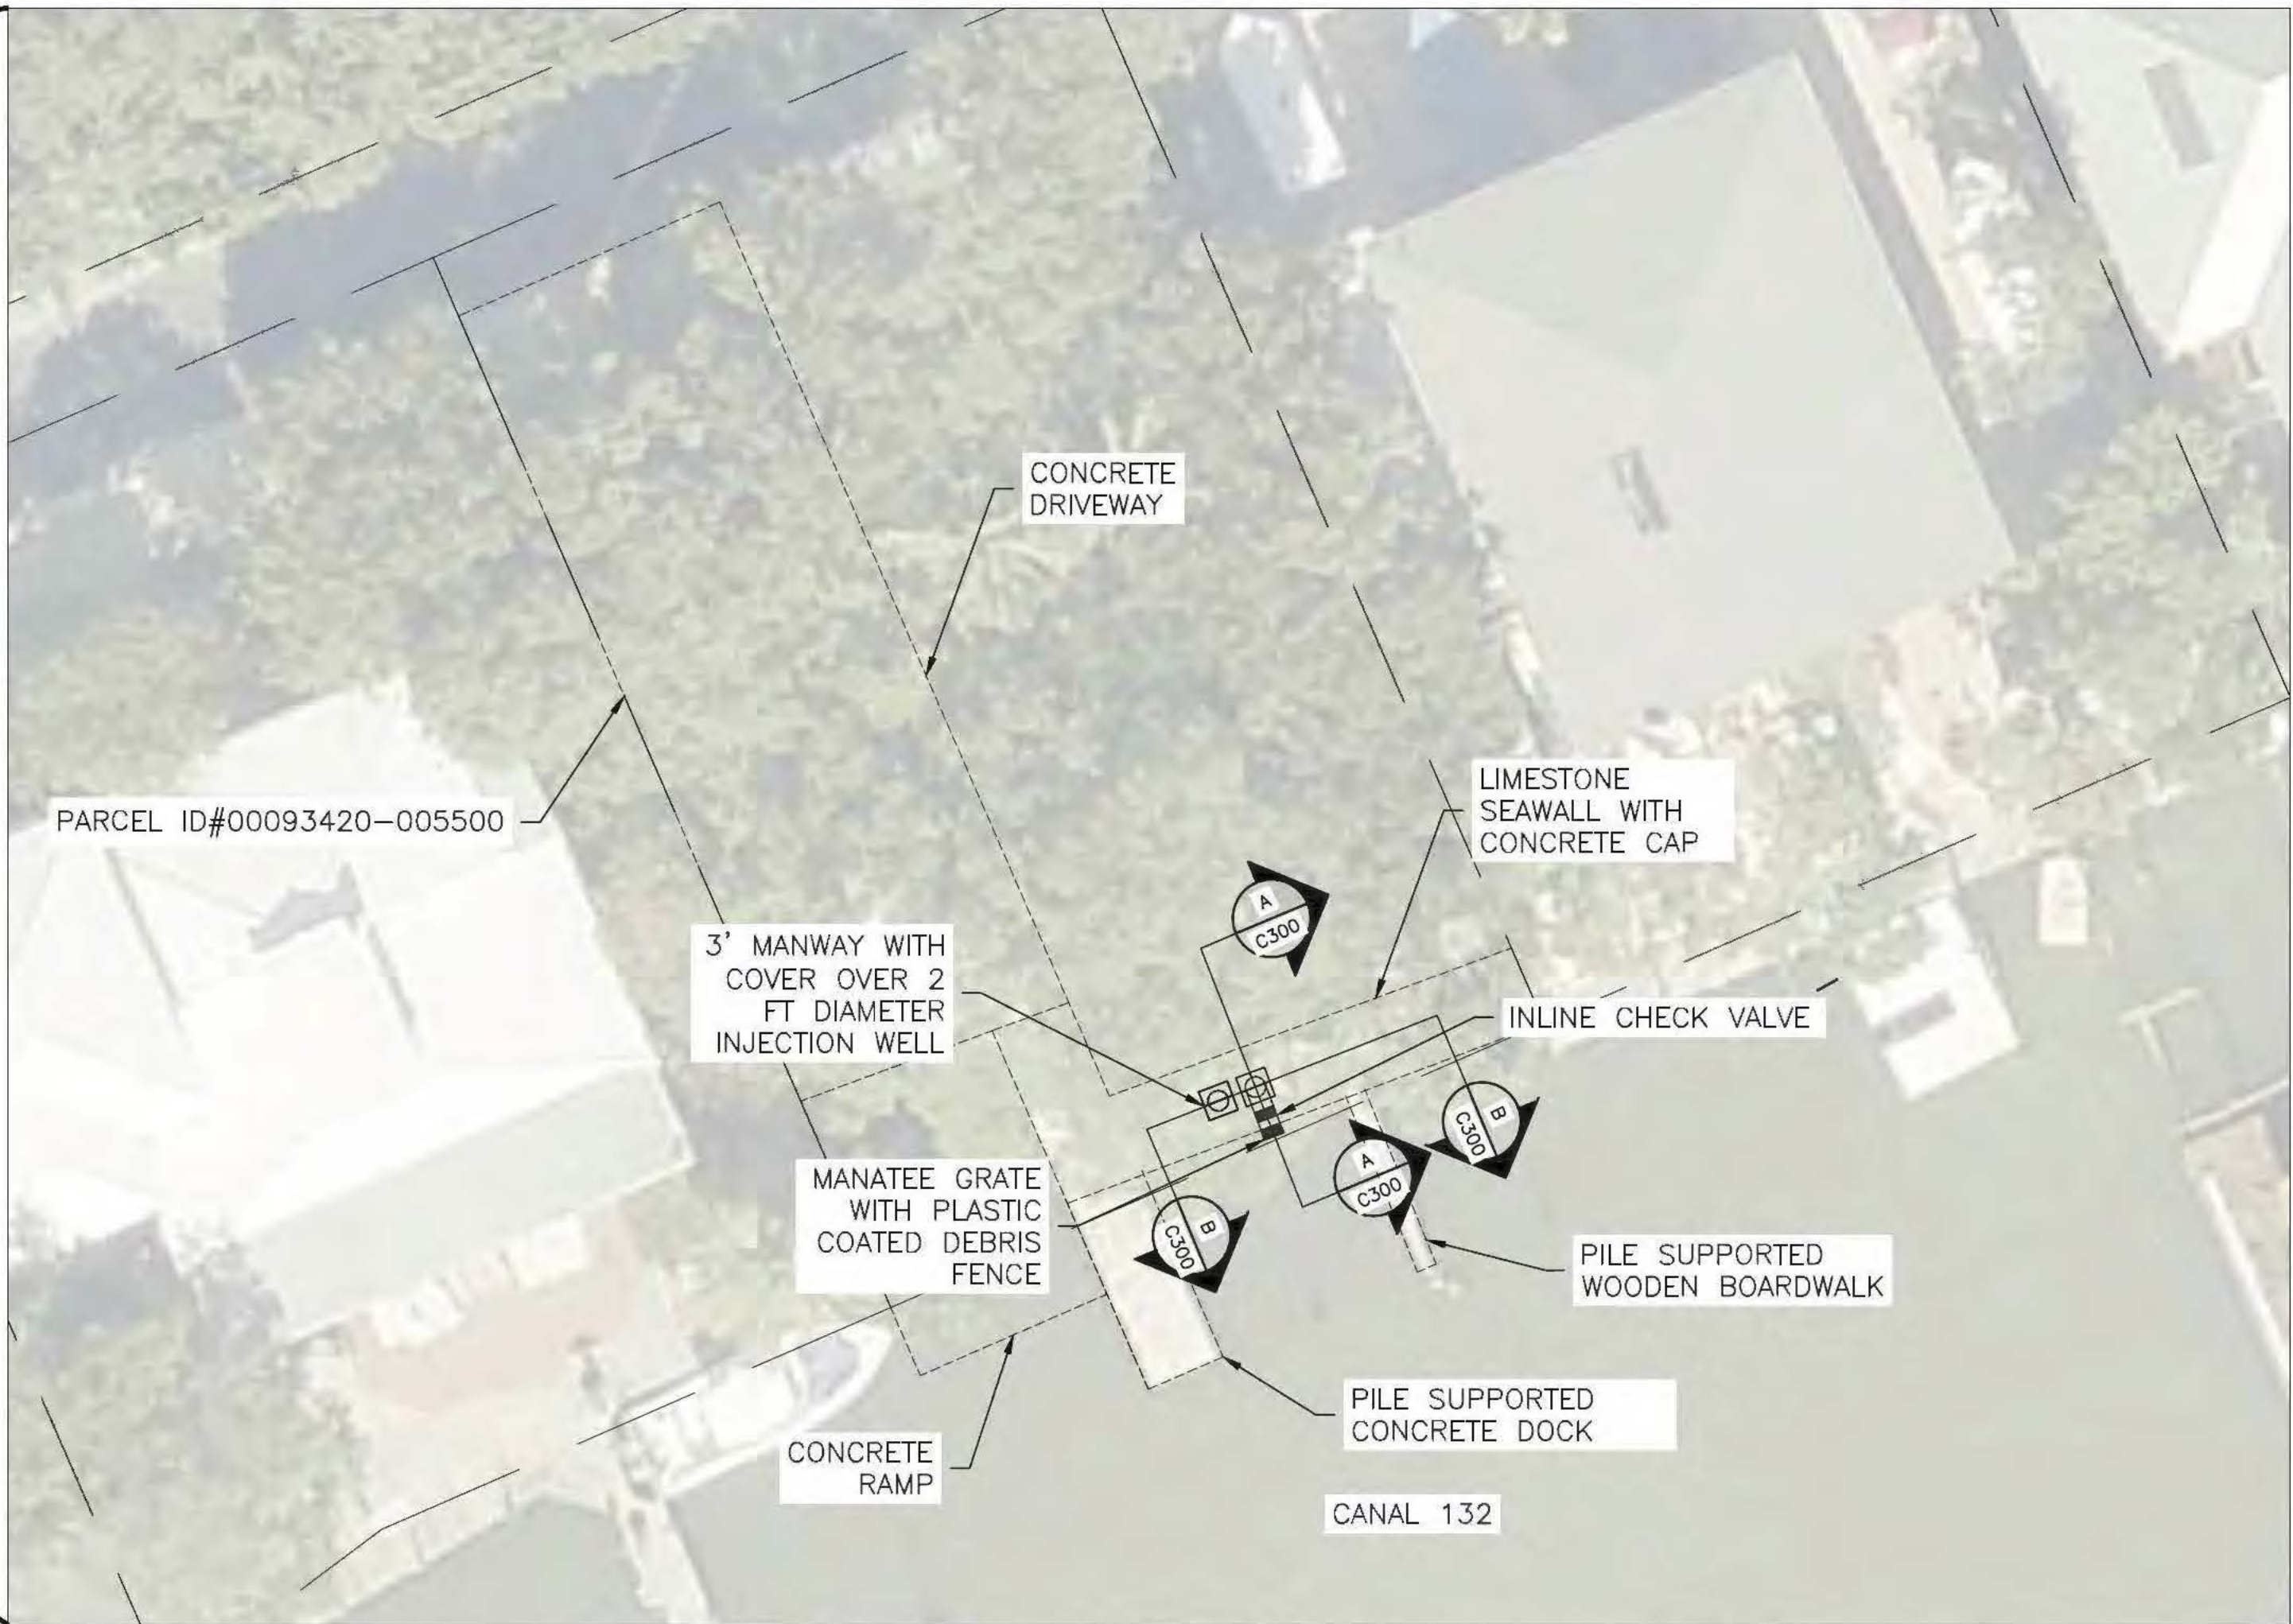 CONCRETE
DRIVEWAY
LIMESTONE
SEAWALL WITH
CONCRETE CAP
PARCEL ID#00093420-005500
A
C300
3' MANWAY WITH
COVER OVER 2
FT DIAMETER
INJECTION WELL
INLINE CHECK VALVE
B
C300
A
C300
MANATEE GRATE
WITH PLASTIC
COATED DEBRIS
FENCE
B
C300
PILE SUPPORTED
WOODEN BOARDWALK
PILE SUPPORTED
CONCRETE DOCK
CONCRETE
RAMP
CANAL 132